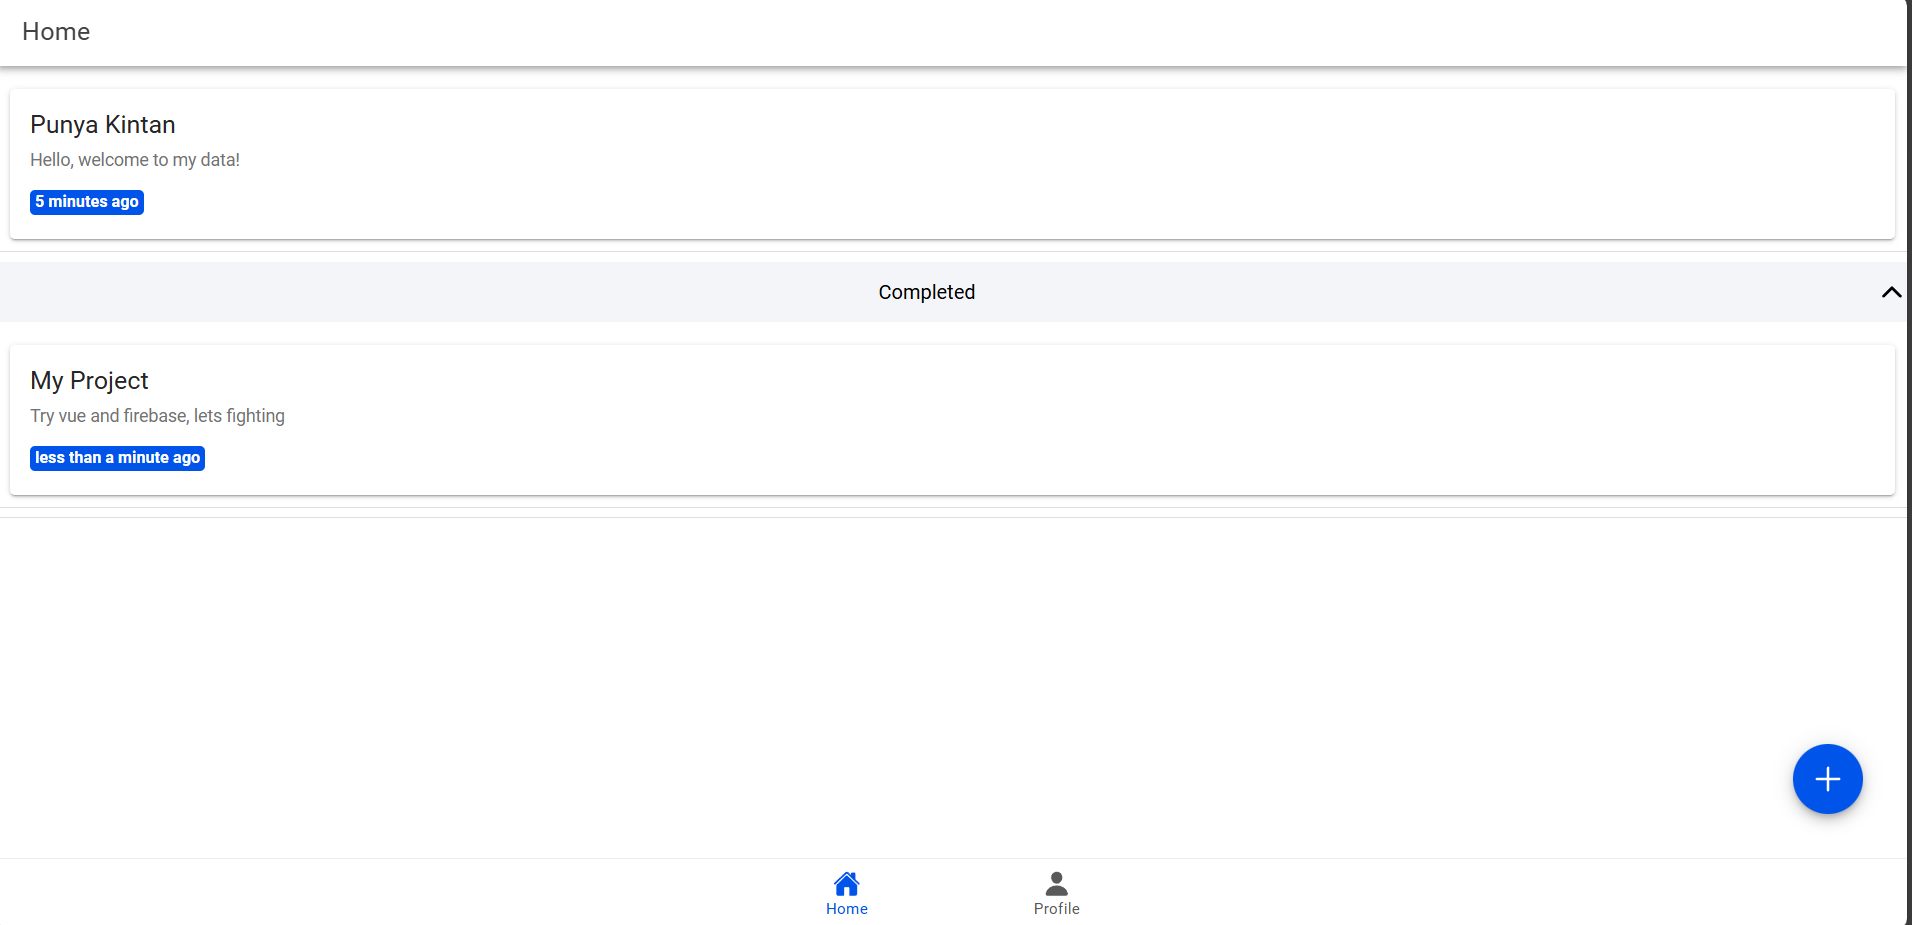 Home
Punya Kintan
Hello, welcome to my data!
5 minutes ago
Completed
My Project
Try vue and firebase, lets fighting
less than a minute ago
Home
Profile